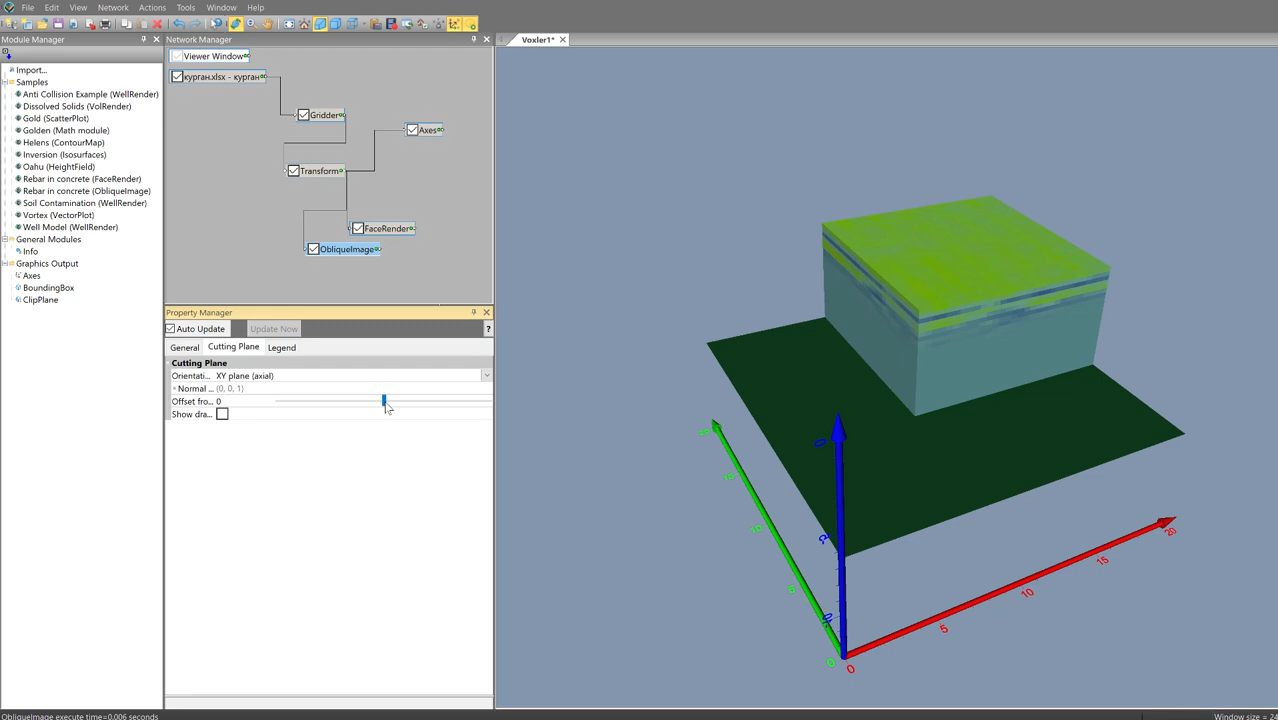 File Edit View Network Actions Tools Window Help
Module Manager
Network Manager
Voxler1*
Import...
Samples
Anti Collision Example (WellRender)
Dissolved Solids (VolRender)
Gold (ScatterPlot)
Golden (Math module)
Helens (ContourMap)
Inversion (Isosurfaces)
Oahu (HeightField)
Rebar in concrete (FaceRender)
Rebar in concrete (ObliqueImage)
Soil Contamination (WellRender)
Vortex (VectorPlot)
Well Model (WellRender)
General Modules
Info
Graphics Output
Axes
BoundingBox
ClipPlane
Viewer Window
курган.xlsx - курган
Gridder
Axes
Transform
FaceRender
ObliqueImage
Property Manager
Auto Update Update Now ?
General Cutting Plane Legend
Cutting Plane
Orientati... XY plane (axial)
Normal ... (0, 0, 1)
Offset fro... 0
Show dra...
0
5
10
15
20
0
5
ObliqueImage execute time=0.006 seconds
Window size = 24